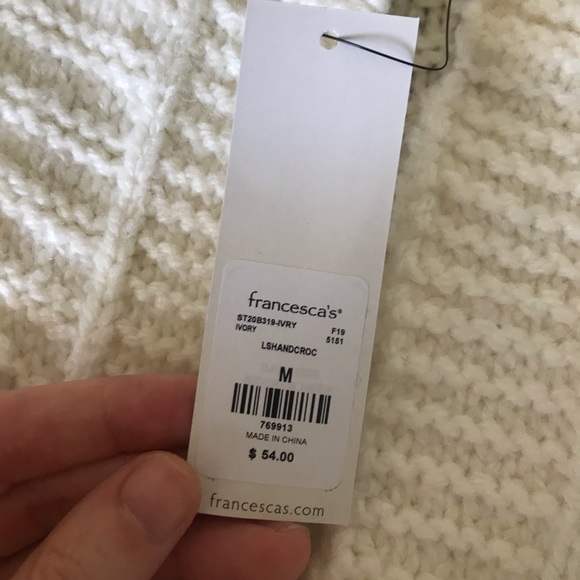 francesca's®
ST20B319-IVRY F19
IVORY 5151
LSHANDCROC
M
769913
MADE IN CHINA
$ 54.00
francescas.com